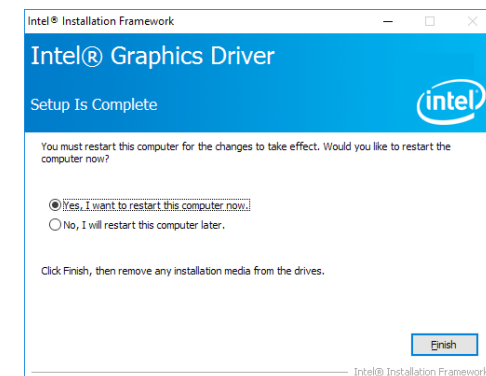 Intel® Installation Framework
Intel® Graphics Driver
Setup Is Complete
intel
You must restart this computer for the changes to take effect. Would you like to restart the
computer now?
Yes, I want to restart this computer now.
No, I will restart this computer later.
Click Finish, then remove any installation media from the drives.
Finish
Intel® Installation Framework